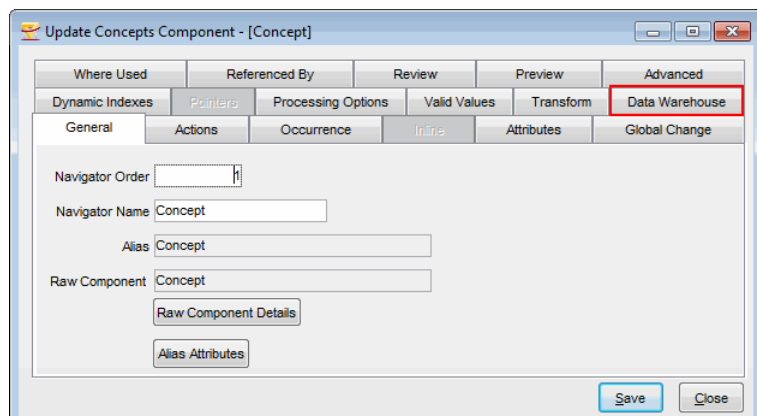 Update Concepts Component - [Concept]
Where Used Referenced By Review Preview Advanced
Dynamic Indexes Pointers Processing Options Valid Values Transform Data Warehouse
General Actions Occurrence Inline Attributes Global Change
Navigator Order 1
Navigator Name Concept
Alias Concept
Raw Component Concept
Raw Component Details
Alias Attributes
Save Close